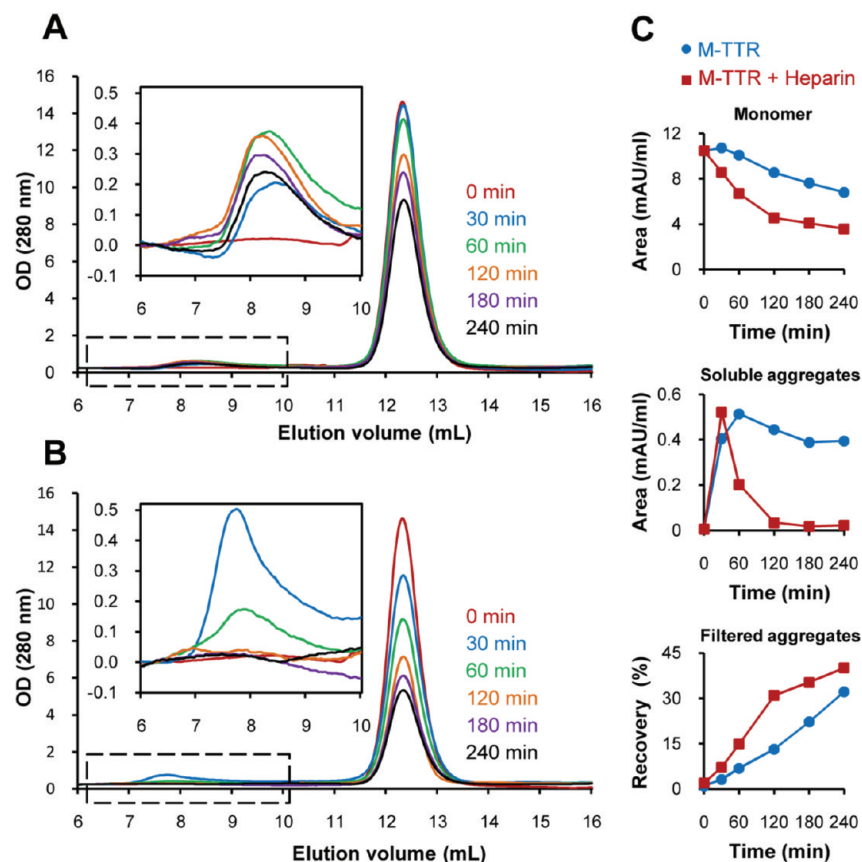 A
OD (280 nm)
16
14
12
10
8
6
4
2
0
0.5
0.4
0.3
0.2
0.1
0.0
-0.1
6 7 8 9 10
0 min
30 min
60 min
120 min
180 min
240 min
6 7 8 9 10 11 12 13 14 15 16
Elution volume (mL)
B
OD (280 nm)
16
14
12
10
8
6
4
2
0
0.5
0.4
0.3
0.2
0.1
0.0
-0.1
6 7 8 9 10
0 min
30 min
60 min
120 min
180 min
240 min
6 7 8 9 10 11 12 13 14 15 16
Elution volume (mL)
C
M-TTR
M-TTR + Heparin
Monomer
Area (mAU/ml)
12
8
4
0
0 60 120 180 240
Time (min)
Soluble aggregates
Area (mAU/ml)
0.6
0.4
0.2
0
0 60 120 180 240
Time (min)
Filtered aggregates
Recovery (%)
45
30
15
0
0 60 120 180 240
Time (min)